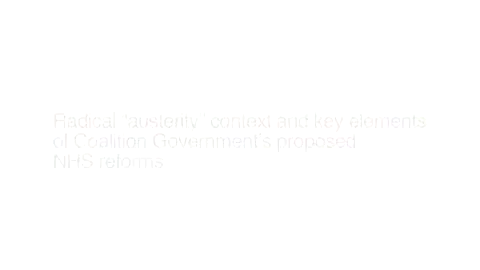 Radical "austerity" context and key elements
of Coalition Government's proposed
NHS reforms